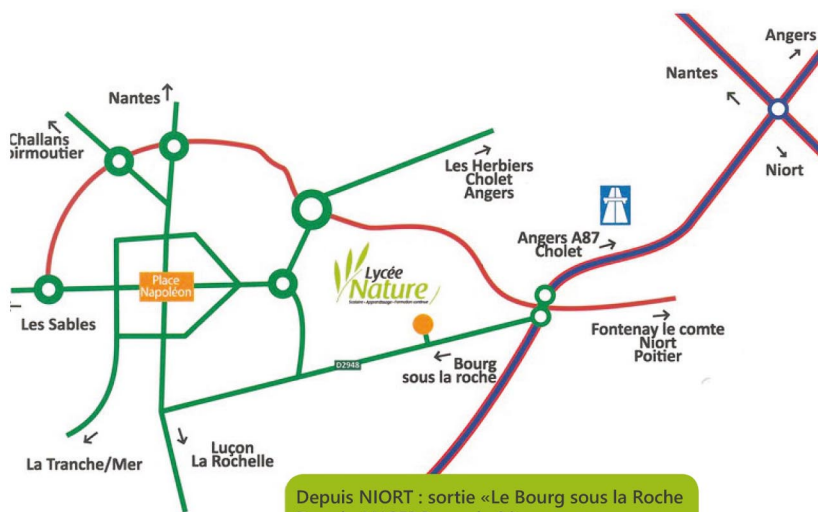 Angers
Nantes
Nantes
Challans
Niort
Les Herbiers
Cholet
Angers
Angers A87
Cholet
Lycée
Nature
Place
Napoléon
Les Sables
Fontenay le comte
Niort
Poitier
Bourg
sous la roche
D2948
Luçon
La Rochelle
La Tranche/Mer
Depuis NIORT : sortie «Le Bourg sous la Roche